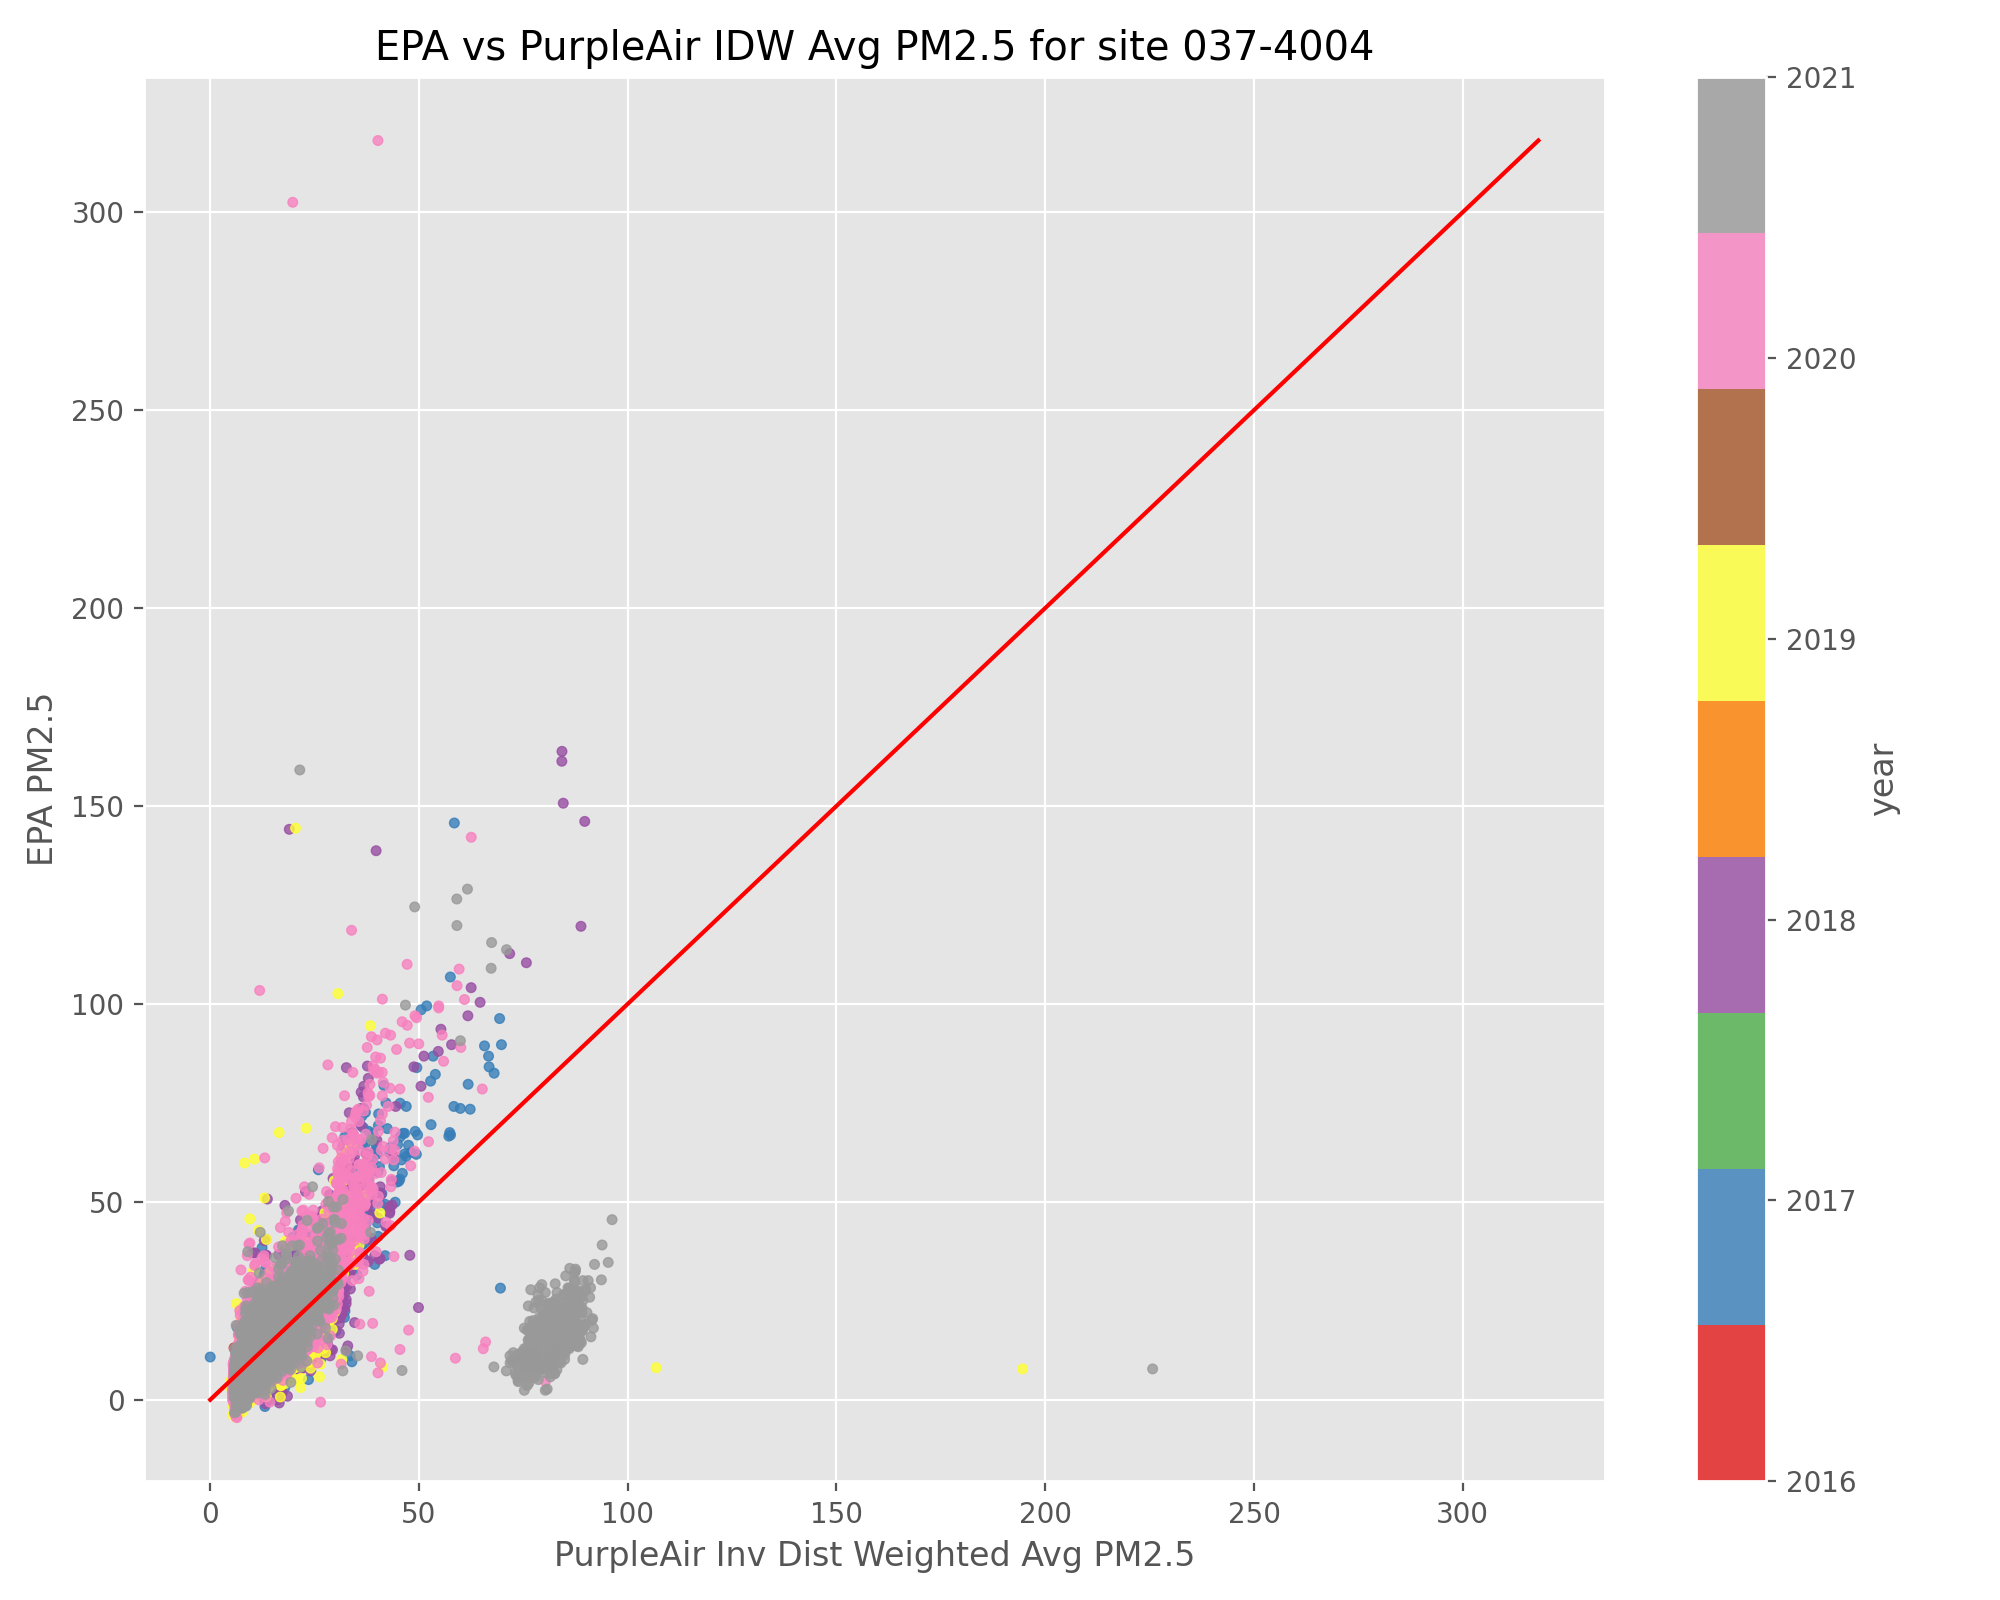 EPA vs PurpleAir IDW Avg PM2.5 for site 037-4004
EPA PM2.5
300
250
200
150
100
50
0
0 50 100 150 200 250 300
PurpleAir Inv Dist Weighted Avg PM2.5
2021
2020
2019
2018
2017
2016
year